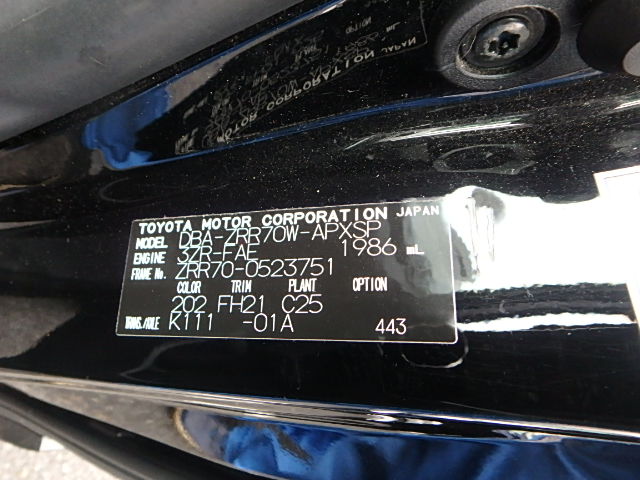 TOYOTA MOTOR CORPORATION JAPAN
MODEL DBA-ZRR70W-APXSP
ENGINE 3ZR-FAE 1986 mL
FRAME No. ZRR70-0523751
COLOR TRIM PLANT OPTION
202 FH21 C25
TRANS./AXLE K111 -01A 443